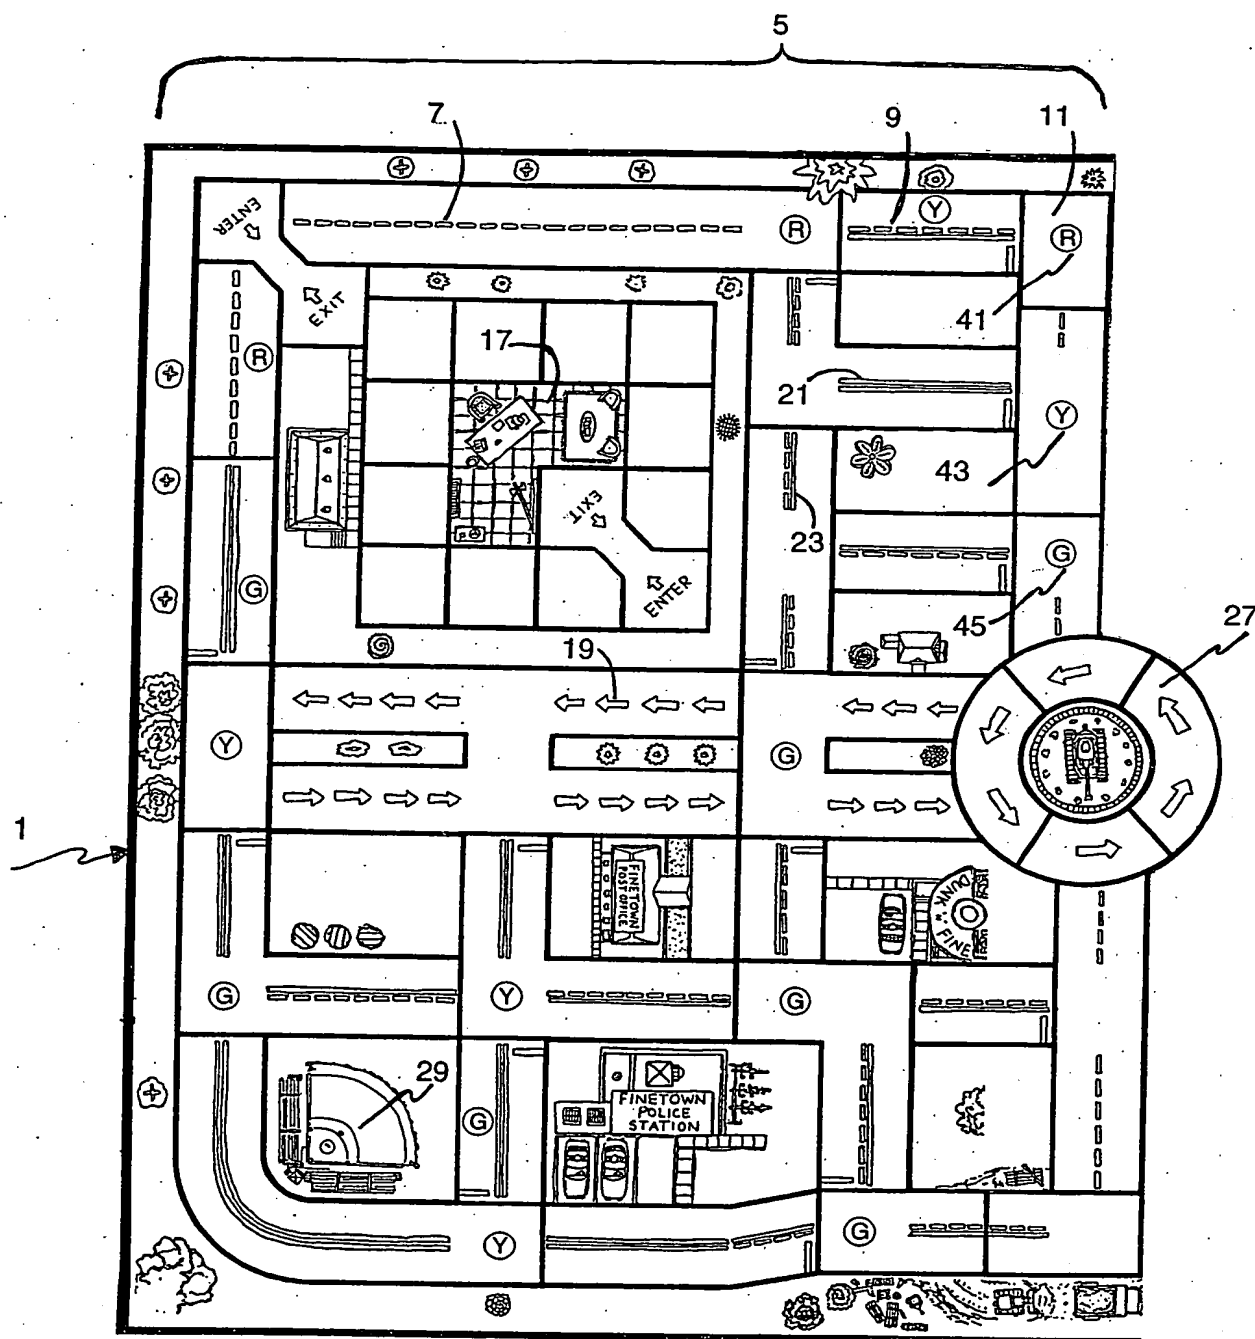 5
7
9
11
ENTER
R
Y
R
EXIT
41
17
R
21
Y
43
EXIT
23
G
G
ENTER
45
27
19
Y
G
1
FINETOWN
POST OFFICE
DUNK 'N' FINE
G
Y
G
29
G
FINETOWN
POLICE
STATION
Y
G